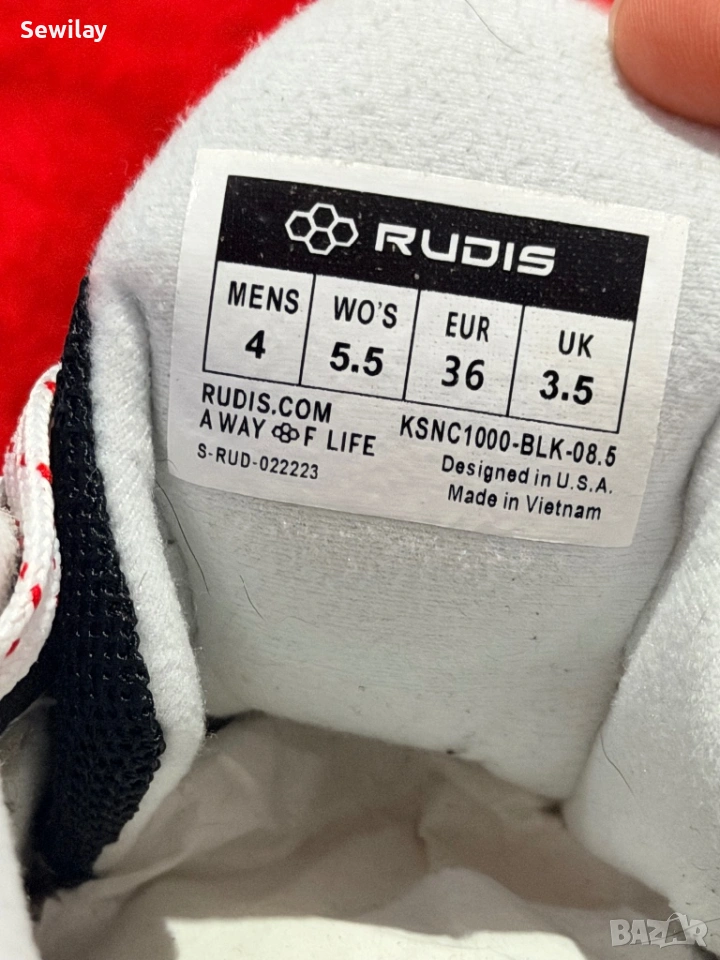 Sewilay
RUDIS
MENS WO'S EUR UK
4 5.5 36 3.5
RUDIS.COM
A WAY F LIFE
S-RUD-022223
KSNC1000-BLK-08.5
Designed in U.S.A.
Made in Vietnam
BAZAR